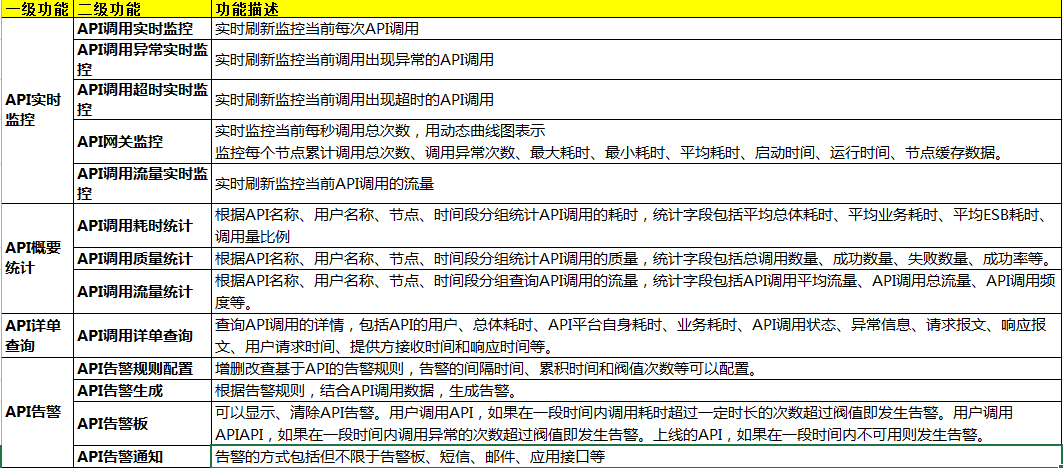 一级功能 二级功能 功能描述
API调用实时监控 实时刷新监控当前每次API调用
API调用异常实时监
控
实时刷新监控当前调用出现异常的API调用
API实时
监控
API调用超时实时监
控
实时刷新监控当前调用出现超时的API调用
API网关监控
实时监控当前每秒调用总次数，用动态曲线图表示
监控每个节点累计调用总次数、调用异常次数、最大耗时、最小耗时、平均耗时、启动时间、运行时间、节点缓存数据。
API调用流量实时监
控
实时刷新监控当前API调用的流量
API概要
统计
API调用耗时统计
根据API名称、用户名称、节点、时间段分组统计API调用的耗时，统计字段包括平均总体耗时、平均业务耗时、平均ESB耗时、
调用量比例
API调用质量统计 根据API名称、用户名称、节点、时间段分组统计API调用的质量，统计字段包括总调用数量、成功数量、失败数量、成功率等。
API调用流量统计
根据API名称、用户名称、节点、时间段分组查询API调用的流量，统计字段包括API调用平均流量、API调用总流量、API调用频
度等。
API详单
查询
API调用详单查询
查询API调用的详情，包括API的用户、总体耗时、API平台自身耗时、业务耗时、API调用状态、异常信息、请求报文、响应报
文、用户请求时间、提供方接收时间和响应时间等。
API告警
API告警规则配置 增删改查基于API的告警规则，告警的间隔时间、累积时间和阀值次数等可以配置。
API告警生成 根据告警规则，结合API调用数据，生成告警。
API告警板
可以显示、清除API告警。用户调用API，如果在一段时间内调用耗时超过一定时长的次数超过阀值即发生告警。用户调用
APIAPI，如果在一段时间内调用异常的次数超过阀值即发生告警。上线的API，如果在一段时间内不可用则发生告警。
API告警通知 告警的方式包括但不限于告警板、短信、邮件、应用接口等